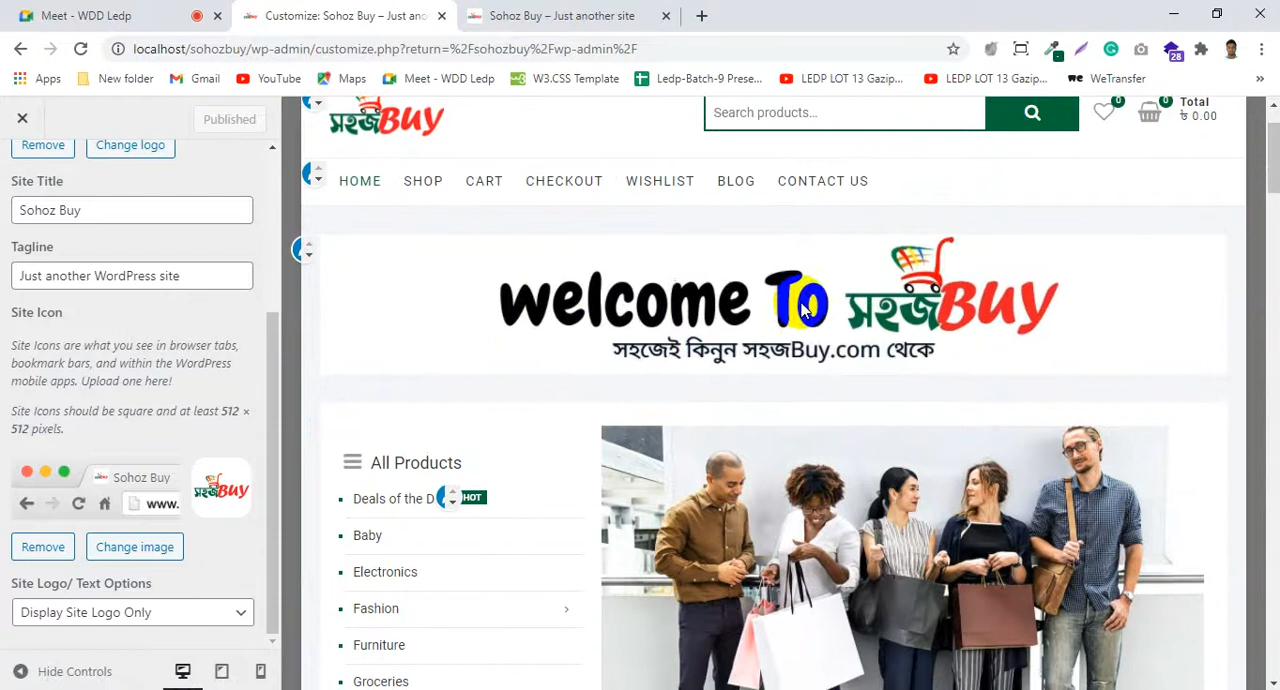 Meet - WDD Ledp
Customize: Sohoz Buy – Just ano
Sohoz Buy – Just another site
localhost/sohozbuy/wp-admin/customize.php?return=%2Fsohozbuy%2Fwp-admin%2F
28
Apps
New folder
Gmail
YouTube
Maps
Meet - WDD Ledp
W3.CSS Template
Ledp-Batch-9 Prese...
LEDP LOT 13 Gazip...
LEDP LOT 13 Gazip...
WeTransfer
Published
Remove
Change logo
Site Title
Sohoz Buy
Tagline
Just another WordPress site
Site Icon
Site Icons are what you see in browser tabs,
bookmark bars, and within the WordPress
mobile apps. Upload one here!
Site Icons should be square and at least 512 ×
512 pixels.
Sohoz Buy
www.
সহজBUY
Remove
Change image
Site Logo/ Text Options
Display Site Logo Only
Hide Controls
সহজBUY
Search products...
0
0
Total
৳ 0.00
HOME
SHOP
CART
CHECKOUT
WISHLIST
BLOG
CONTACT US
welcome To সহজBUY
সহজেই কিনুন সহজBuy.com থেকে
All Products
Deals of the D
HOT
Baby
Electronics
Fashion
Furniture
Groceries